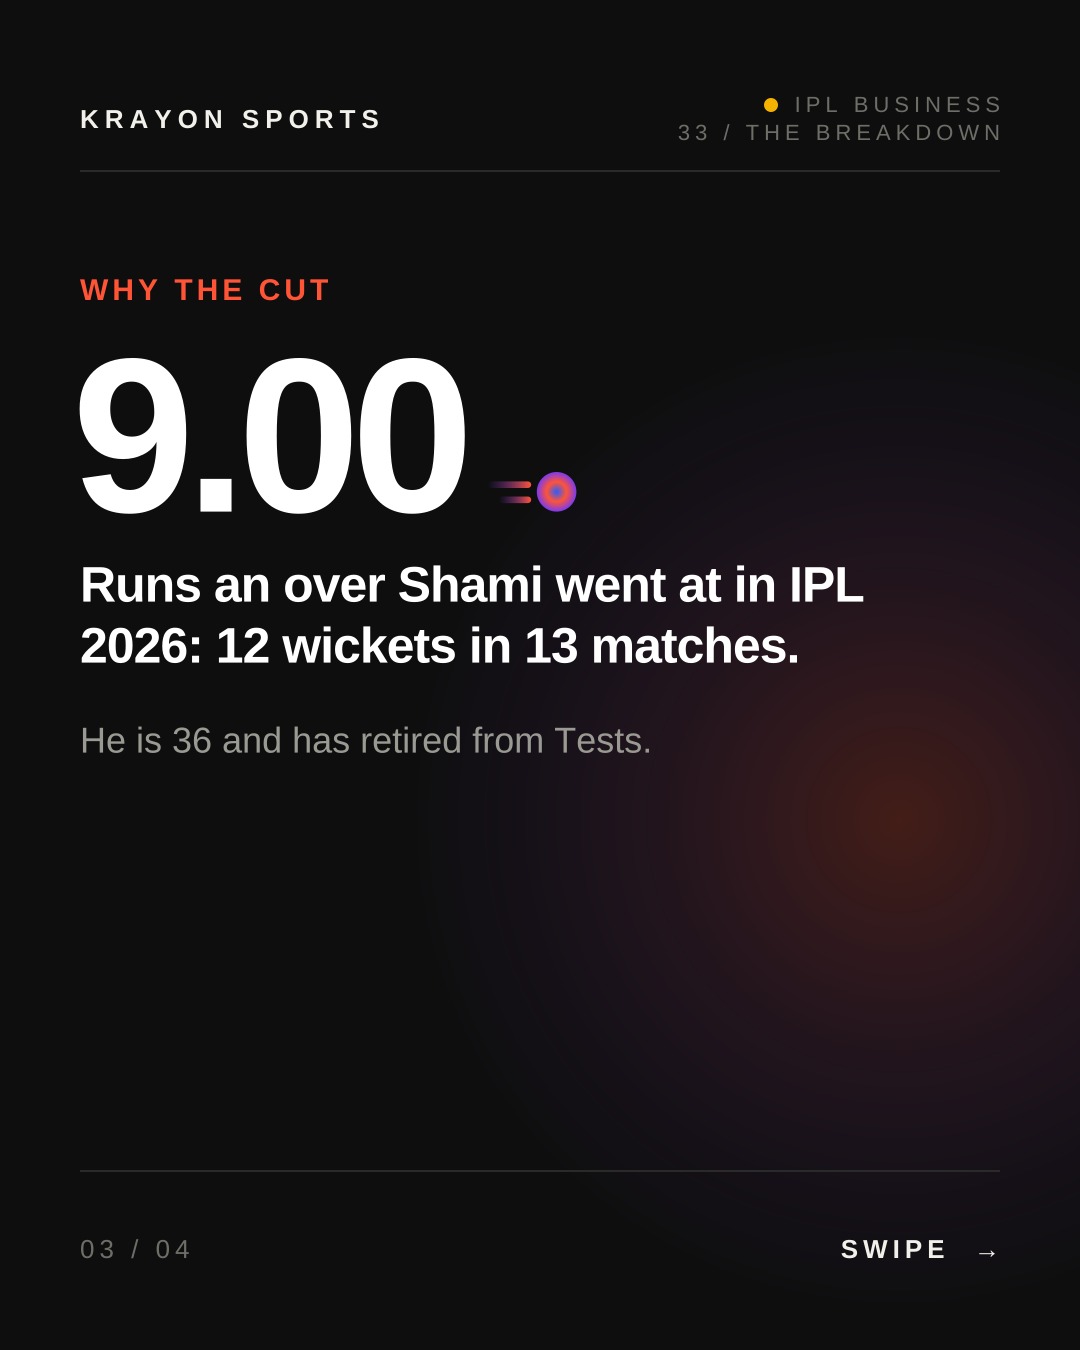 KRAYON SPORTS
IPL BUSINESS
33 / THE BREAKDOWN
WHY THE CUT
9.00
Runs an over Shami went at in IPL
2026: 12 wickets in 13 matches.
He is 36 and has retired from Tests.
03 / 04
SWIPE →